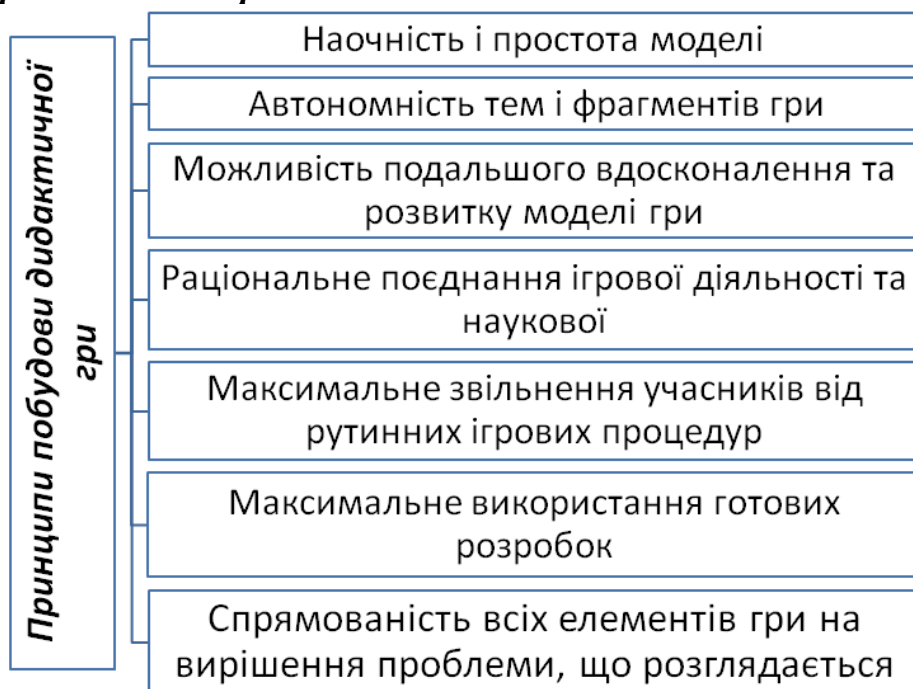 Принципи побудови дидактичної
гри
Наочність і простота моделі
Автономність тем і фрагментів гри
Можливість подальшого вдосконалення та
розвитку моделі гри
Раціональне поєднання ігрової діяльності та
наукової
Максимальне звільнення учасників від
рутинних ігрових процедур
Максимальне використання готових
розробок
Спрямованість всіх елементів гри на
вирішення проблеми, що розглядається